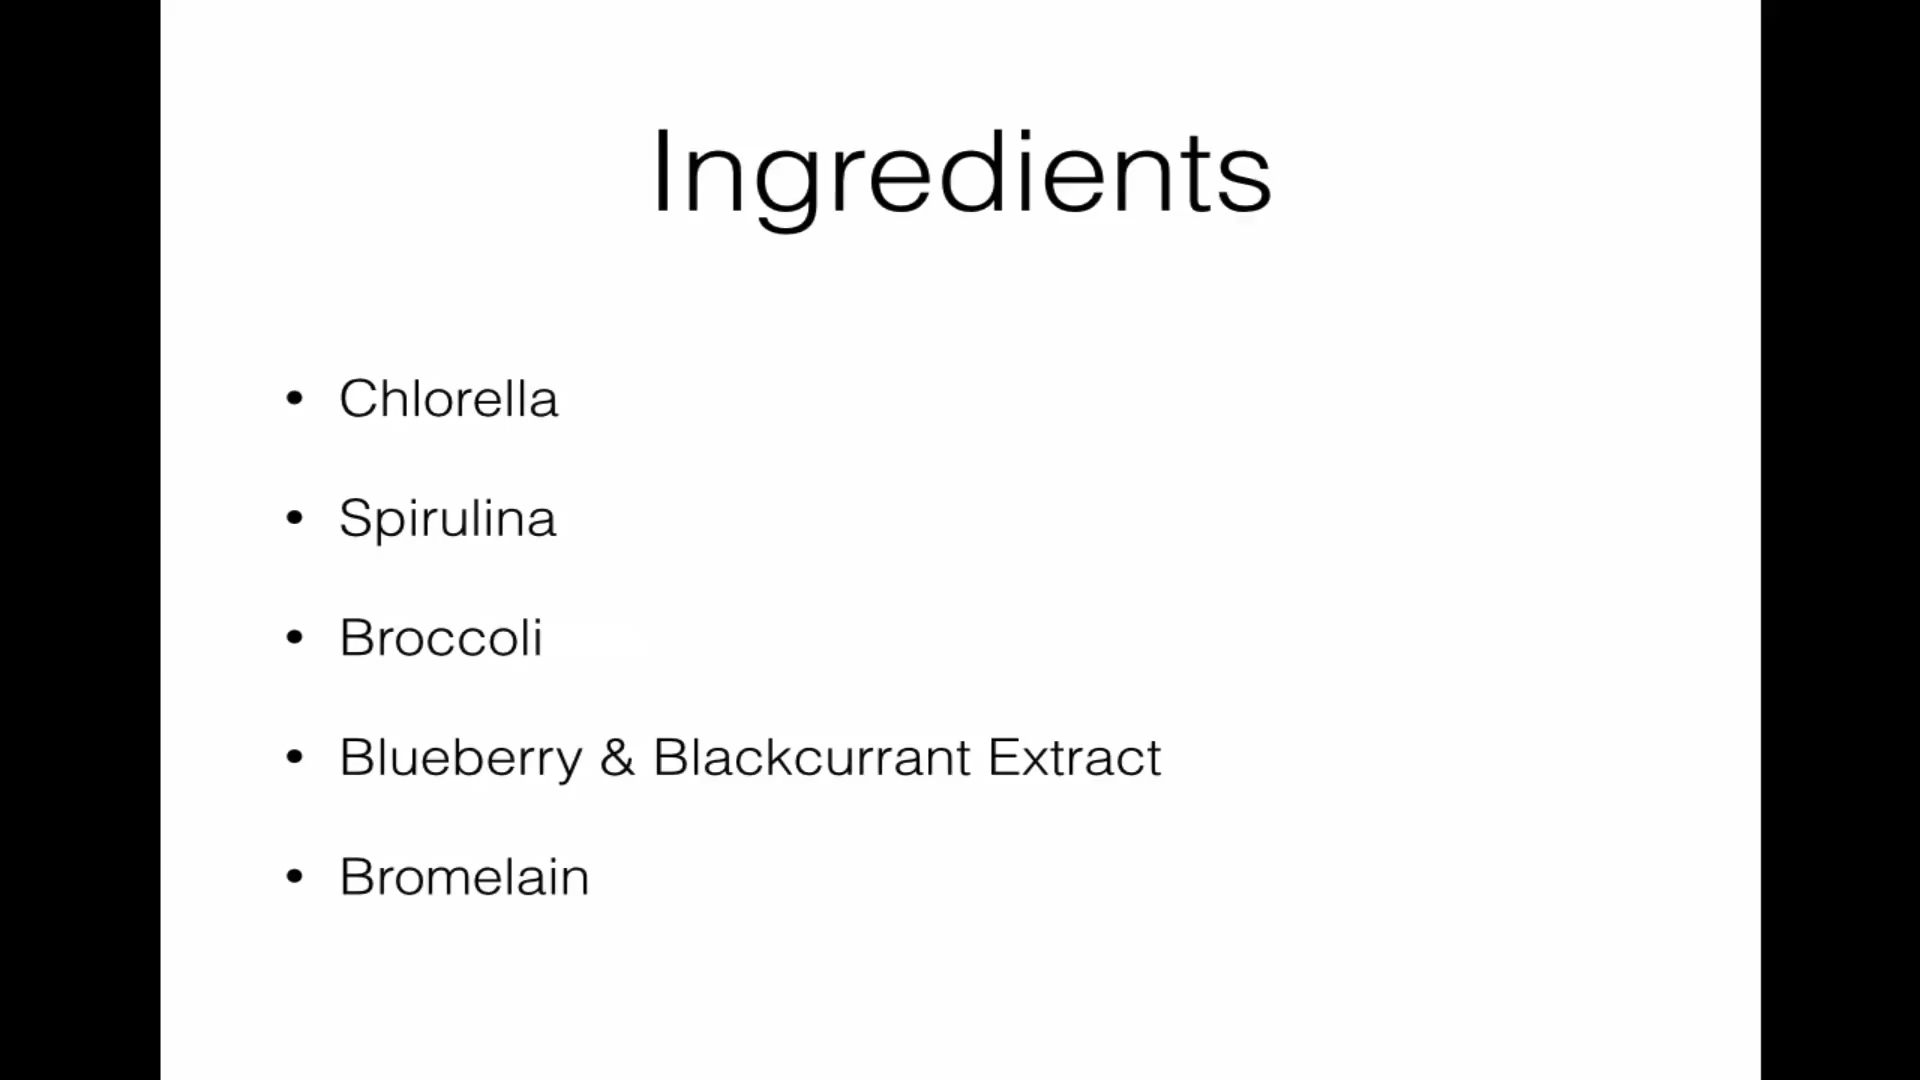 Ingredients
• Chlorella
• Spirulina
• Broccoli
• Blueberry & Blackcurrant Extract
• Bromelain